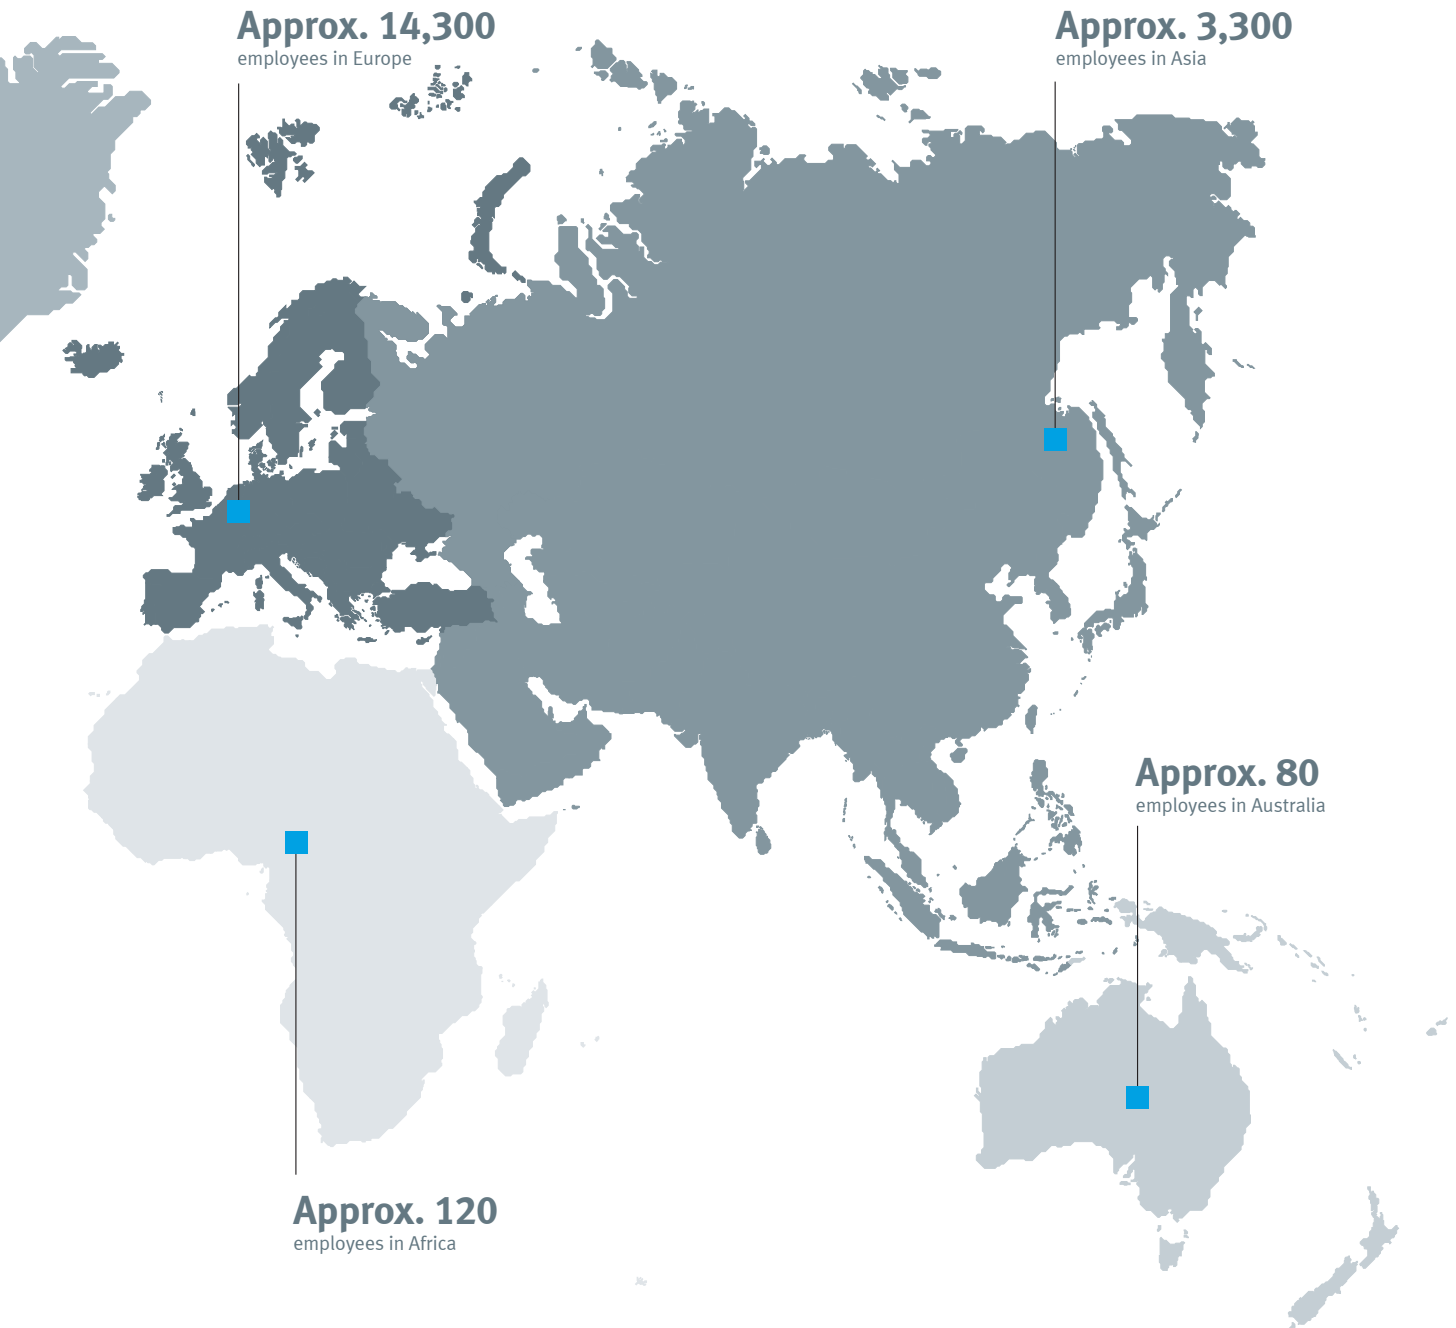 Approx. 14,300
employees in Europe
Approx. 3,300
employees in Asia
Approx. 80
employees in Australia
Approx. 120
employees in Africa